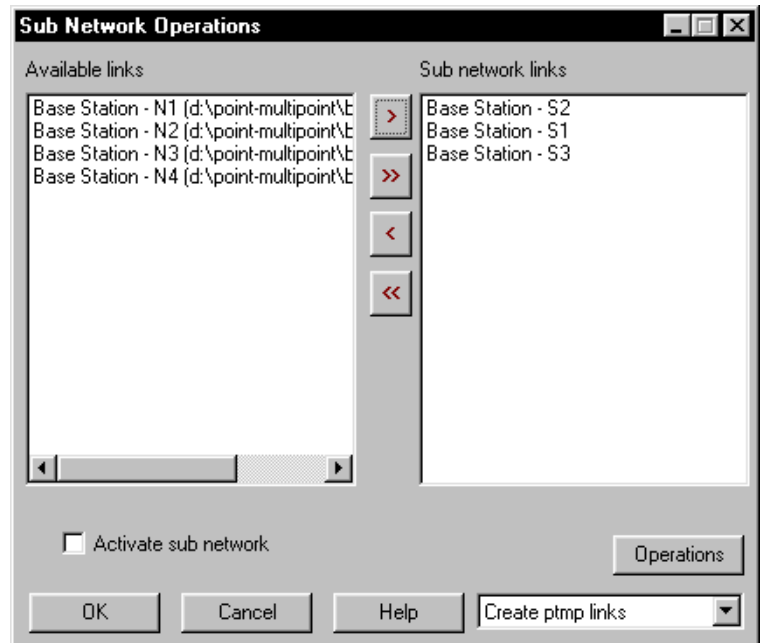 Sub Network Operations
Available links
Sub network links
Base Station - N1 (d:\point-multipoint\
Base Station - N2 (d:\point-multipoint\
Base Station - N3 (d:\point-multipoint\
Base Station - N4 (d:\point-multipoint\
>
>>
<
<<
Base Station - S2
Base Station - S1
Base Station - S3
Activate sub network
Operations
OK
Cancel
Help
Create ptmp links